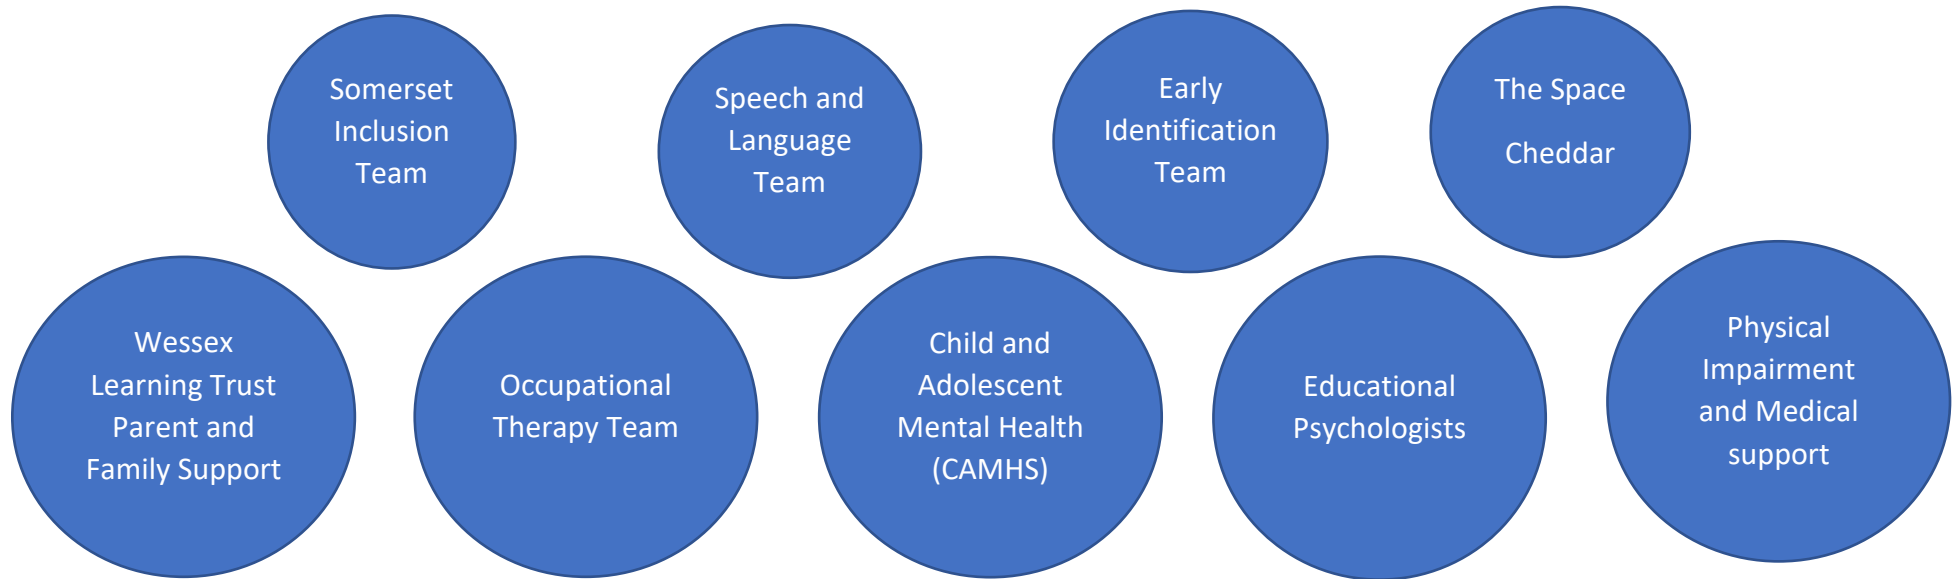 Somerset
Inclusion
Team
Speech and
Language
Team
Early
Identification
Team
The Space
Cheddar
Wessex
Learning Trust
Parent and
Family Support
Occupational
Therapy Team
Child and
Adolescent
Mental Health
(CAMHS)
Educational
Psychologists
Physical
Impairment
and Medical
support